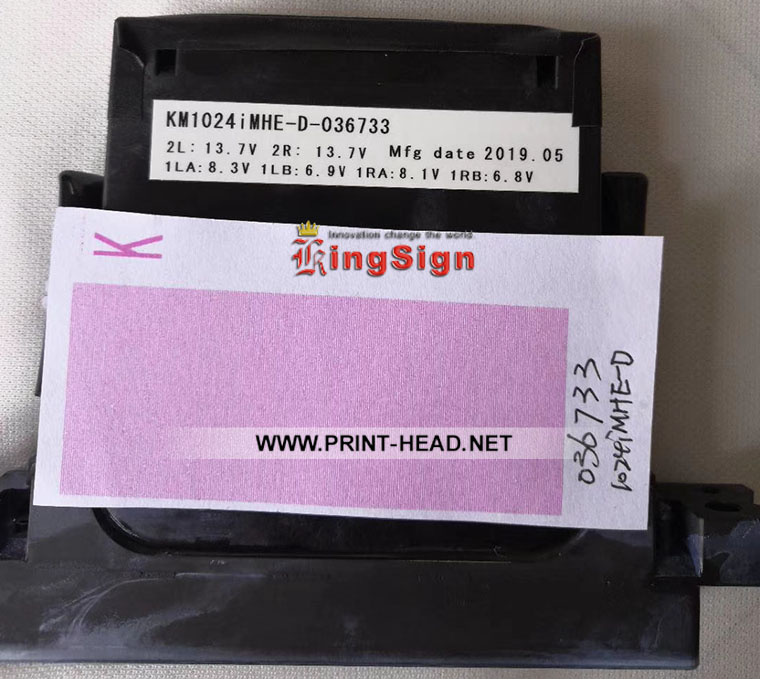 KM1024iMHE-D-036733
2L: 13.7V 2R: 13.7V Mfg date 2019.05
1LA:8.3V 1LB:6.9V 1RA:8.1V 1RB:6.8V
K
Innovation change the world
KingSign
WWW.PRINT-HEAD.NET
036733
1024iMHE-D